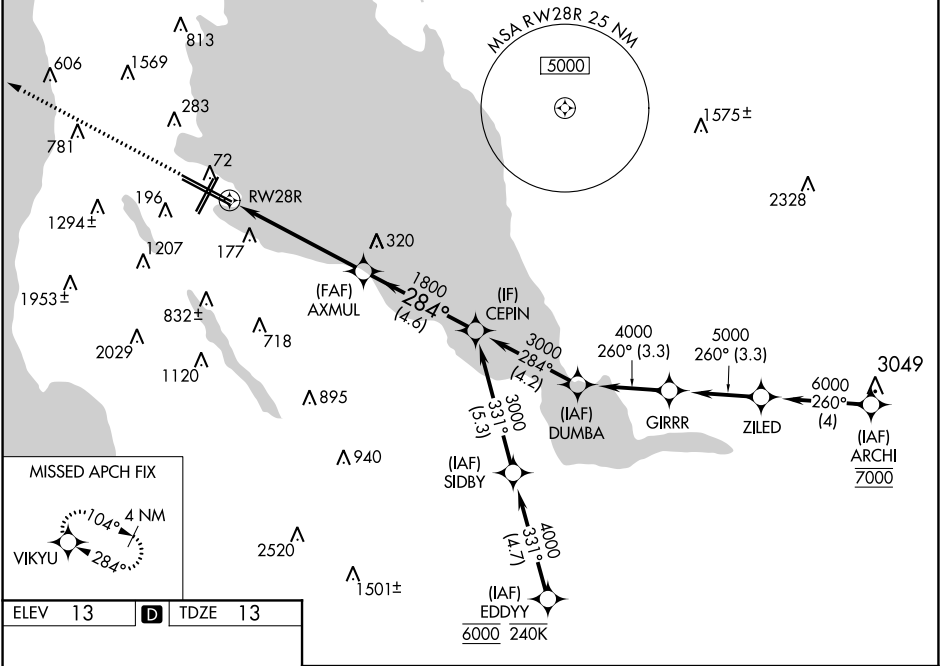 813
606
1569
MSA RW28R 25 NM
5000
283
1575±
781
72
2328
RW28R
196
1294±
320
177
1207
1800
284°
(4.6)
(IF)
CEPIN
(FAF)
AXMUL
1953±
832±
718
3000
284°
(4.2)
4000
260° (3.3)
5000
260° (3.3)
2029
3049
6000
260°
(4)
1120
3000
331°
(5.3)
895
(IAF)
DUMBA
GIRRR
ZILED
(IAF)
ARCHI
7000
940
(IAF)
SIDBY
MISSED APCH FIX
104°
4 NM
VIKYU
284°
2520
4000
331°
(4.7)
1501±
(IAF)
EDDYY
6000 240K
ELEV 13 D TDZE 13